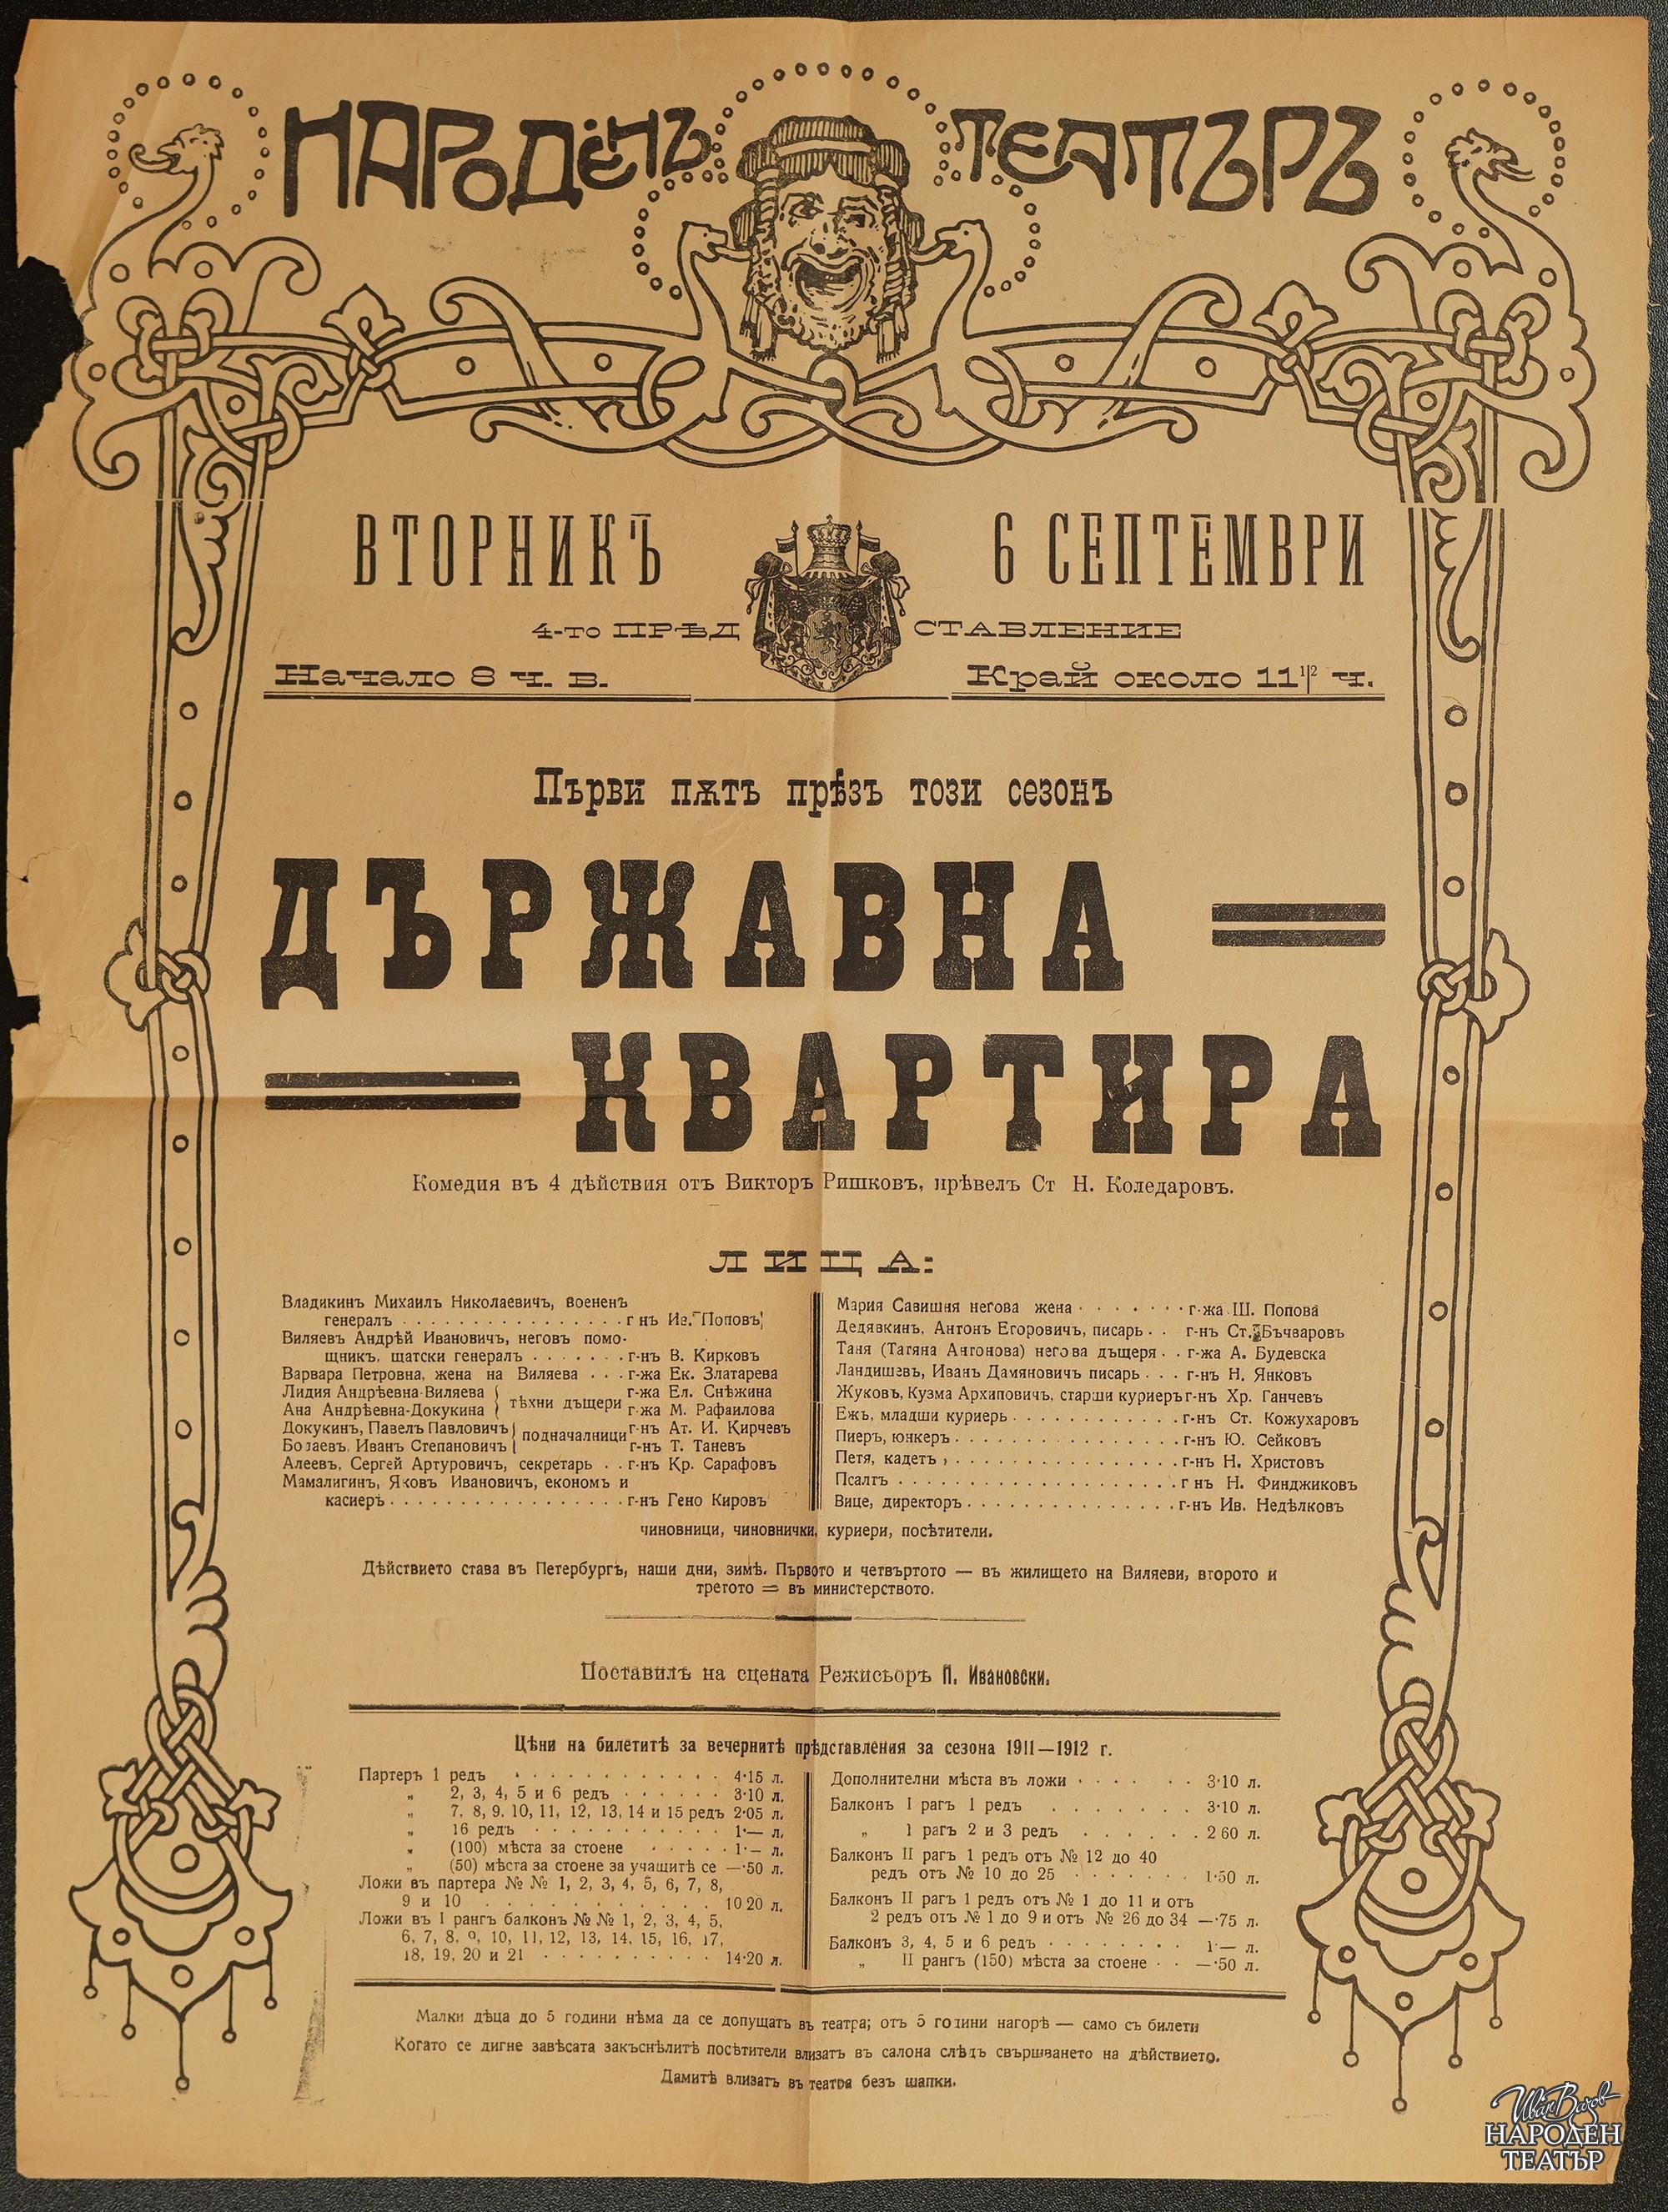 НАРОДЕНЪ ТЕАТЪРЪ
ВТОРНИКЪ 6 СЕПТЕМВРИ
4-то ПРѢДСТАВЛЕНИЕ
Начало 8 ч. в. Край около 11 1|2 ч.
Първи пѫть прѣзъ този сезонъ
ДЪРЖАВНА
КВАРТИРА
Комедия въ 4 дѣйствия отъ Викторъ Ришковъ, прѣвелъ Ст Н. Коледаровъ.
ЛИЦА:
Владикинъ Михаилъ Николаевичъ, военень
генералъ . . . . . . . . . . . . . . . . г нъ Ив. Поповъ
Виляевъ Андрѣй Ивановичъ, неговъ помо-
щникъ, щатски генералъ . . . . . . . г-нъ В. Кирковъ
Варвара Петровна, жена на Виляева . . . г-жа Ек. Златарева
Лидия Андрѣевна-Виляева г-жа Ел. Снѣжина
тѣхни дъщери
Ана Андрѣевна-Докукина г-жа М. Рафаилова
Докукинъ, Павелъ Павловичъ г-нъ Ат. И. Кирчевъ
подначалници
Иванъ Степановичъ г-нъ Т. Таневъ
Алеевъ, Сергей Артуровичъ, секретарь . . г-нъ Кр. Сарафовъ
Мамалигинъ, Яковъ Ивановичъ, економъ и
касиеръ . . . . . . . . . . . . . . . . г-нъ Гено Кировъ
Мария Савишня негова жена . . . . . . . г-жа Ш. Попова
Дедявкинъ, Антонъ Егоровичъ, писарь . . г-нъ Ст. Бъчваровъ
Таня (Татяна Антонова) негова дъщеря . . г-жа А. Будевска
Ландишевъ, Иванъ Дамяновичъ писарь . . . г-нъ Н. Янковъ
Жуковъ, Кузма Архиповичъ, старши куриеръ г-нъ Хр. Ганчевъ
Ежъ, младши куриерь . . . . . . . . . . . . г-нъ Ст. Кожухаровъ
Пиеръ, юнкеръ . . . . . . . . . . . . . . . г-нъ Ю. Сейковъ
Петя, кадетъ , . . . . . . . . . . . . . . . г-нъ Н. Христовъ
Псалтъ . . . . . . . . . . . . . . . . . . г нъ Н. Финджиковъ
Вице, директоръ . . . . . . . . . . . . . . г-нъ Ив. Недѣлковъ
чиновници, чиновнички, куриери, посѣтители.
Дѣйствието става въ Петербургъ, наши дни, зимѣ. Първото и четвъртото — въ жилището на Виляеви, второто и
третото = въ министерството.
Поставилъ на сцената Режисьоръ П. Ивановски.
Цѣни на билетитѣ за вечернитѣ прѣдставления за сезона 1911—1912 г.
Партеръ 1 редъ . . . . . . . . . . . 4·15 л.
„ 2, 3, 4, 5 и 6 редъ . . . . . . 3·10 л.
„ 7. 8, 9. 10, 11, 12, 13, 14 и 15 редъ 2·05 л,
„ 16 редъ . . . . . . . . . . 1·— л,
„ (100) мѣста за стоене . . . . . 1·— л,
„ (50) мѣста за стоене за учащитѣ се —·50 л.
Ложи въ партера № № 1, 2, 3, 4, 5, 6, 7, 8,
9 и 10 . . . . . . . . . . . . 10 20 л.
Ложи въ I рангъ балконъ № № 1, 2, 3, 4, 5,
6, 7, 8, 9, 10, 11, 12, 13, 14, 15, 16, 17,
18, 19, 20 и 21 . . . . . . . . . 14·20 л.
Дополнителни мѣста въ ложи . . . . . . 3·10 л.
Балконъ I рагъ 1 редъ . . . . . . . 3·10 л.
„ 1 рагъ 2 и 3 редъ . . . . . . 2 60 л.
Балконъ II рагъ 1 редъ отъ № 12 до 40
редъ отъ № 10 до 25 . . . . . . . 1·50 л.
Балконъ II рагъ 1 редъ отъ № 1 до 11 и отъ
2 редъ отъ № 1 до 9 и отъ № 26 до 34 —·75 л.
Балконъ 3, 4, 5 и 6 редъ . . . . . . . . 1·— л.
„ II рангъ (150) мѣста за стоене . . —·50 л.
Малки дѣца до 5 години нѣма да се допущатъ въ театра; отъ 5 години нагорѣ — само съ билети
Когато се дигне завѣсата закъснѣлитѣ посѣтители влизатъ въ салона слѣдъ свършването на дѣйствието.
Дамитѣ влизатъ въ театра безъ шапки.
Иван Вазов
НАРОДЕН
ТЕАТЪР